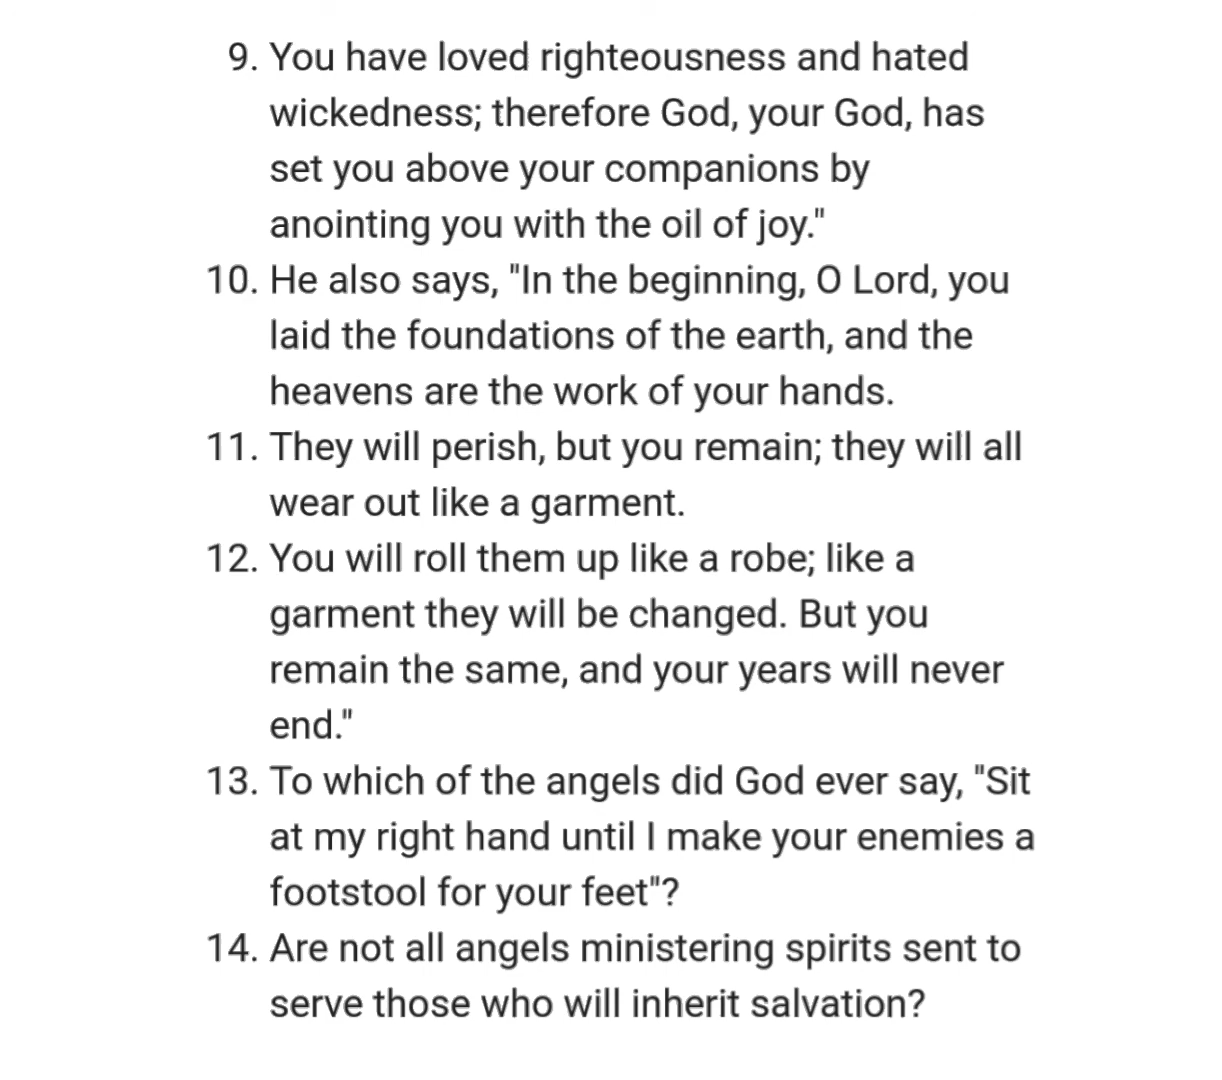 9. You have loved righteousness and hated
wickedness; therefore God, your God, has
set you above your companions by
anointing you with the oil of joy."
10. He also says, "In the beginning, O Lord, you
laid the foundations of the earth, and the
heavens are the work of your hands.
11. They will perish, but you remain; they will all
wear out like a garment.
12. You will roll them up like a robe; like a
garment they will be changed. But you
remain the same, and your years will never
end."
13. To which of the angels did God ever say, "Sit
at my right hand until I make your enemies a
footstool for your feet"?
14. Are not all angels ministering spirits sent to
serve those who will inherit salvation?